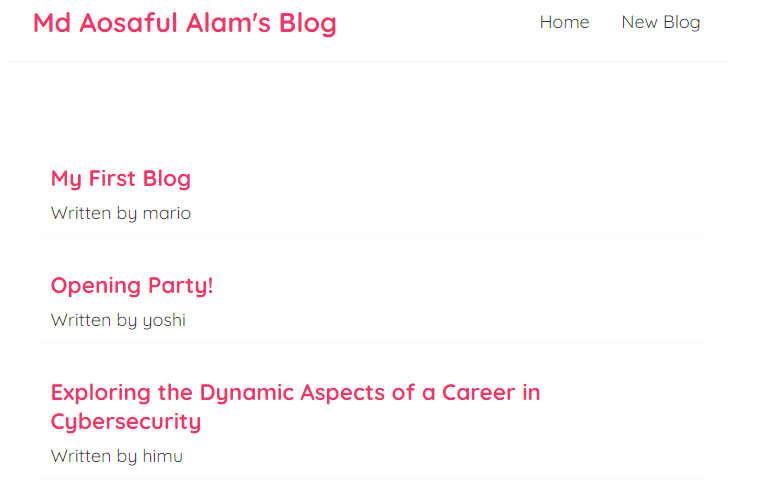 Md Aosaful Alam's Blog
Home
New Blog
My First Blog
Written by mario
Opening Party!
Written by yoshi
Exploring the Dynamic Aspects of a Career in
Cybersecurity
Written by himu